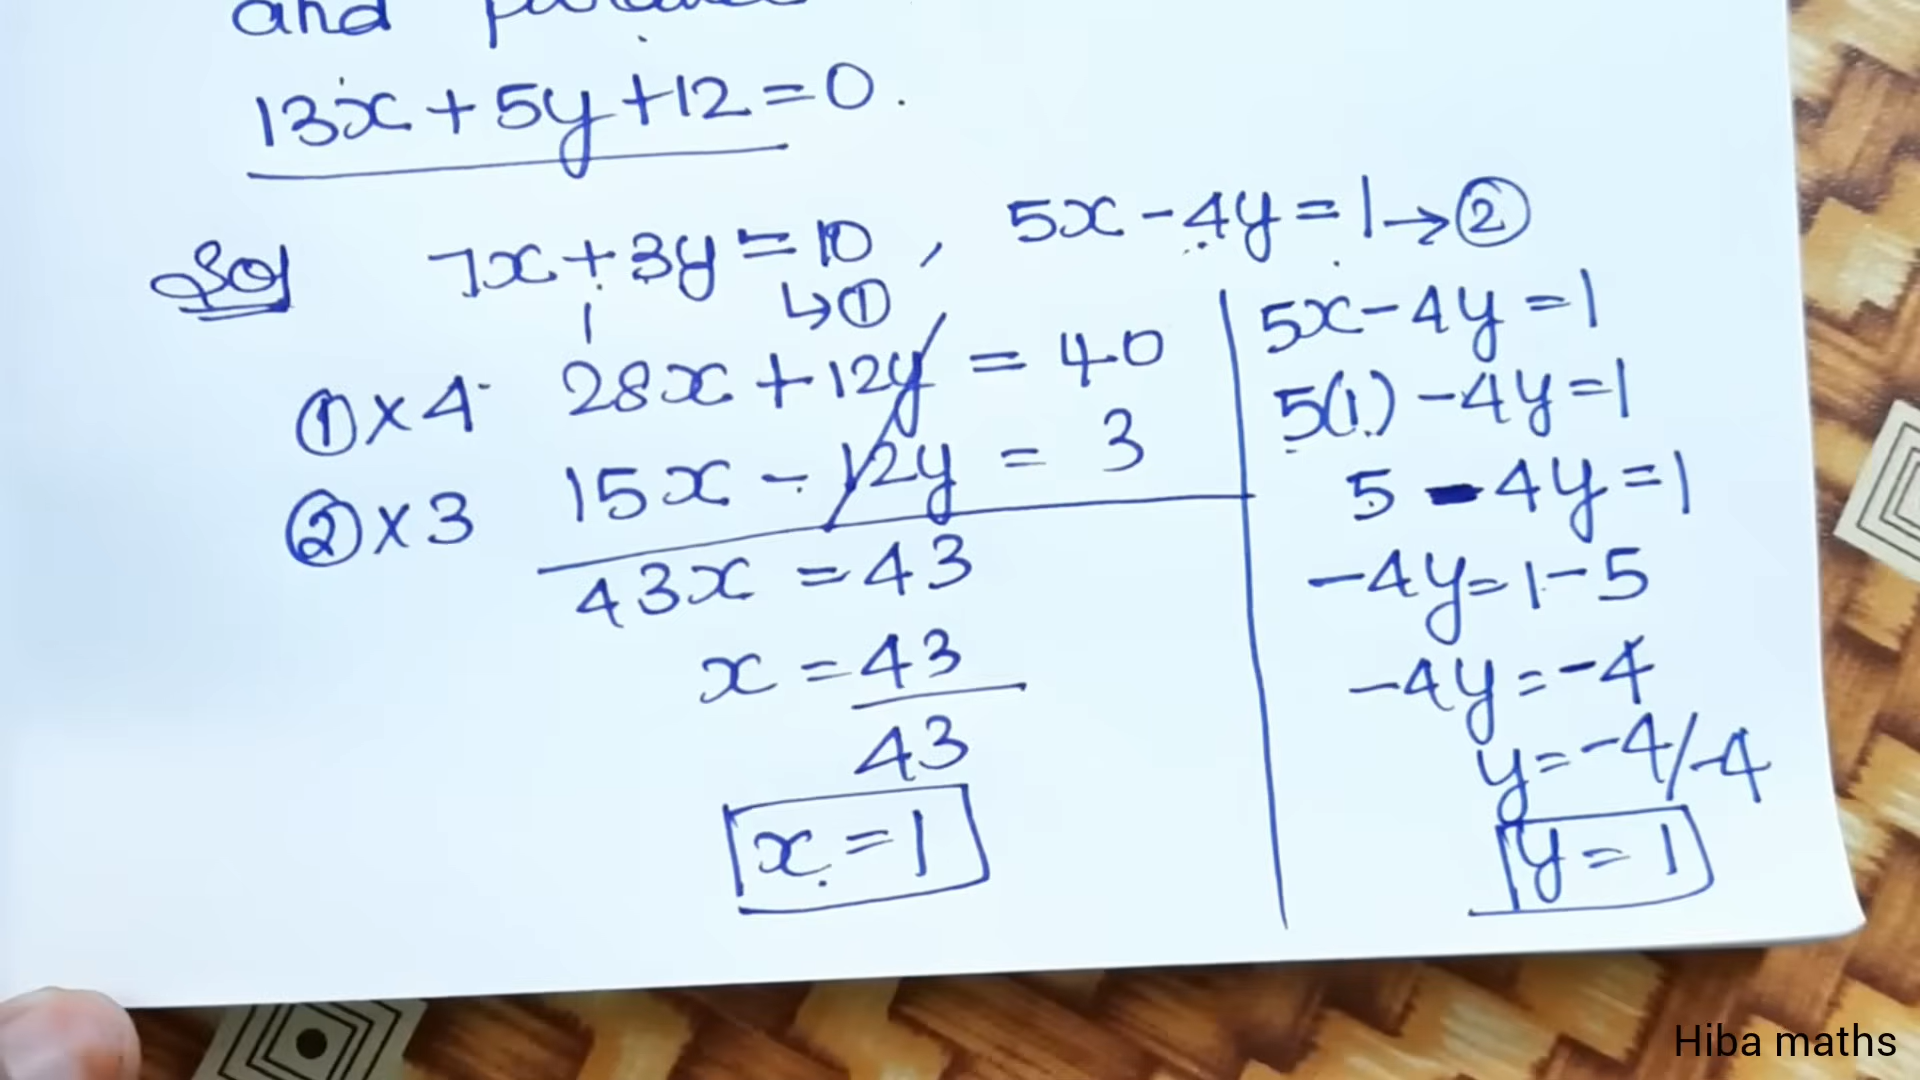 and
13x + 5y + 12 = 0.
Sol 7x + 3y = 10 , 5x - 4y = 1 → ②
↳ ①
① x 4 28x + 12y = 40
② x 3 15x - 12y = 3
43x = 43
x = 43
43
x = 1
5x - 4y = 1
5(1) - 4y = 1
5 - 4y = 1
-4y = 1 - 5
-4y = -4
y = -4/-4
y = 1
Hiba maths